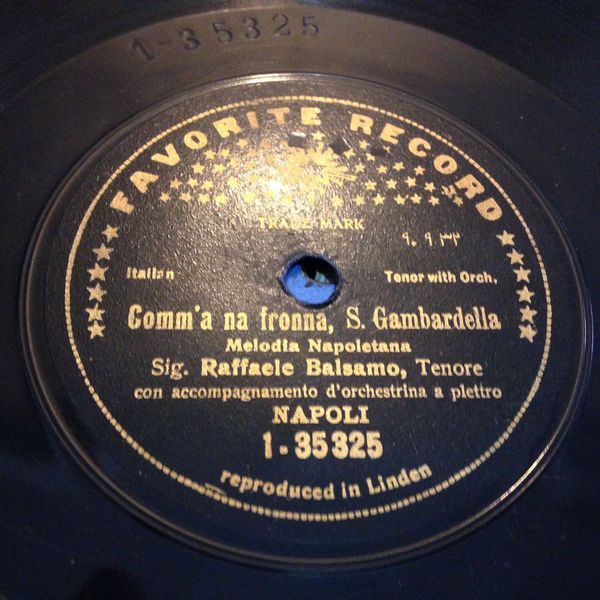 1-35325
FAVORITE RECORD
TRADE MARK
٩٠٩٣٣
Italian
Tenor with Orch.
Comm'a na fronna, S. Gambardella
Melodia Napoletana
Sig. Raffaele Balsamo, Tenore
con accompagnamento d'orchestrina a plettro
NAPOLI
1-35325
reproduced in Linden